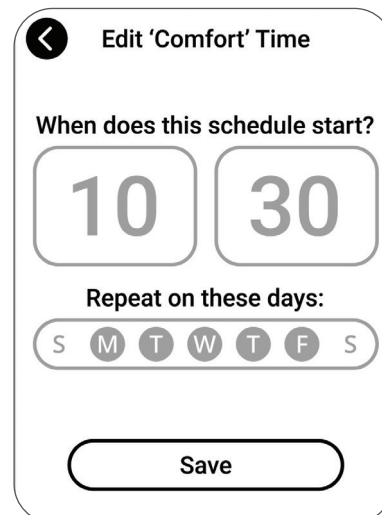 Edit ‘Comfort’ Time
When does this schedule start?
10 30
Repeat on these days:
S M T W T F S
Save